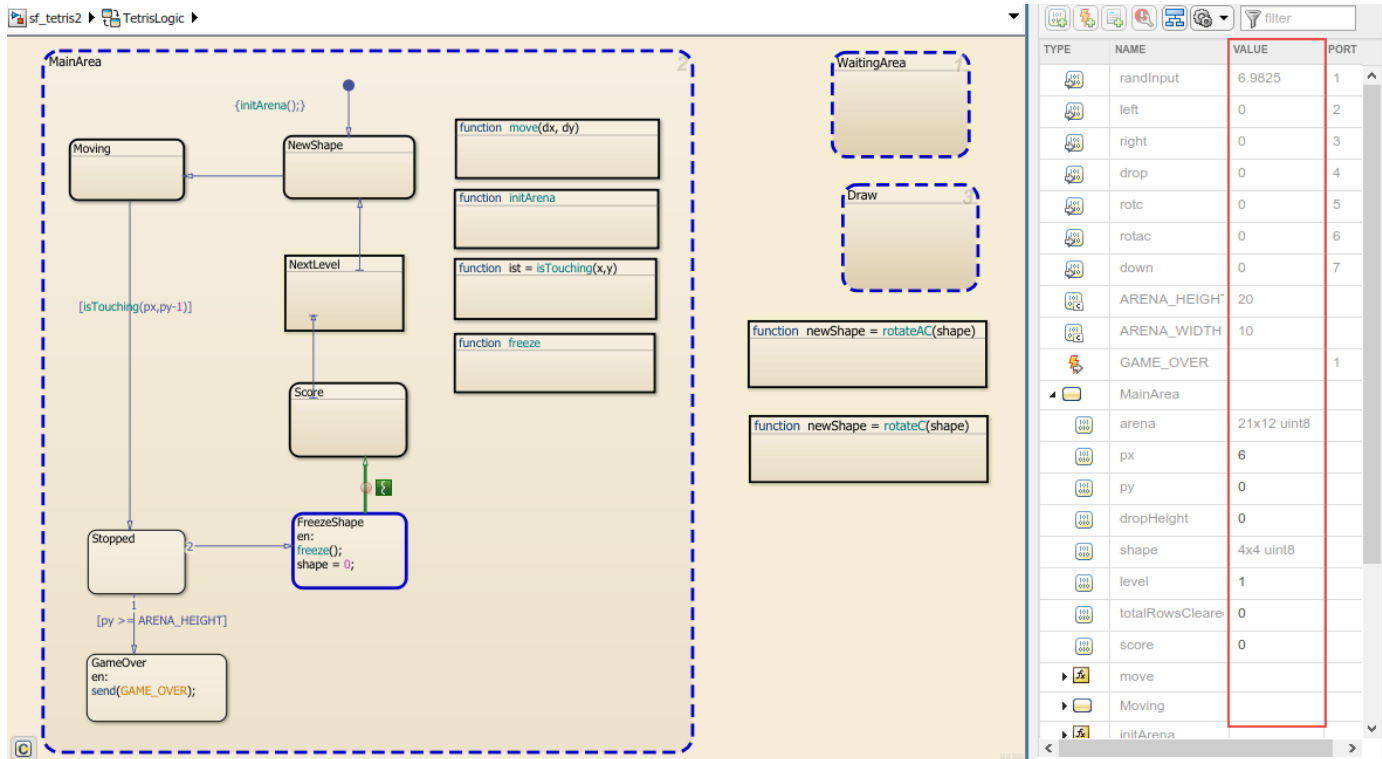 sf_tetris2 TetrisLogic
MainArea 2
{initArena();}
Moving
NewShape
function move(dx, dy)
function initArena
NextLevel
function ist = isTouching(x,y)
[isTouching(px,py-1)]
function freeze
Score
Stopped
2
FreezeShape
en:
freeze();
shape = 0;
1
[py >= ARENA_HEIGHT]
GameOver
en:
send(GAME_OVER);
C
WaitingArea 1
Draw 3
function newShape = rotateAC(shape)
function newShape = rotateC(shape)
filter
TYPE NAME VALUE PORT
randInput 6.9825 1
left 0 2
right 0 3
drop 0 4
rotc 0 5
rotac 0 6
down 0 7
ARENA_HEIGHT 20
ARENA_WIDTH 10
GAME_OVER 1
MainArea
arena 21x12 uint8
px 6
py 0
dropHeight 0
shape 4x4 uint8
level 1
totalRowsCleare 0
score 0
fx move
Moving
fx initArena